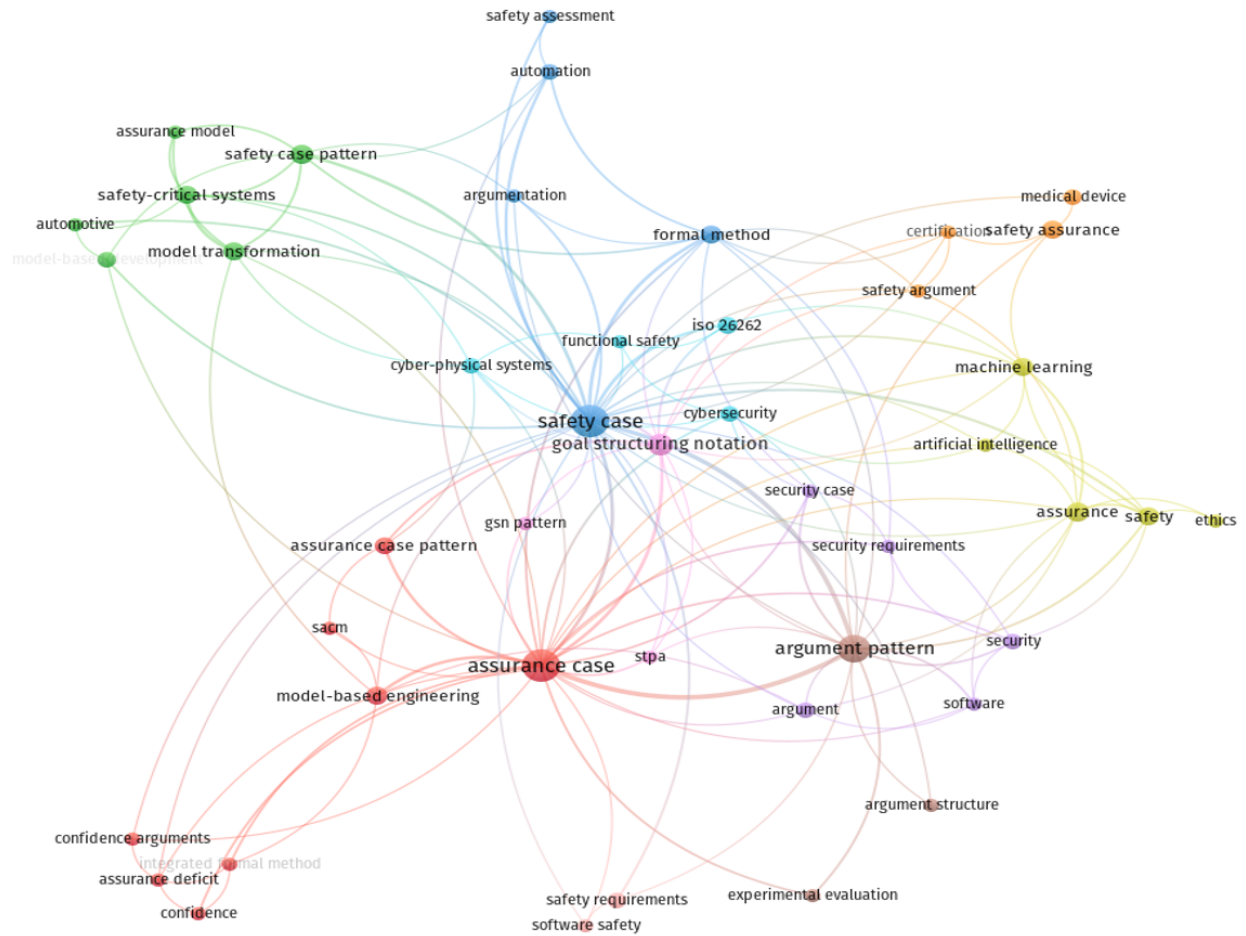 safety assessment
automation
assurance model
safety case pattern
safety-critical systems
argumentation
medical device
automotive
formal method
certification
safety assurance
model transformation
model-based development
safety argument
iso 26262
functional safety
cyber-physical systems
machine learning
safety case
cybersecurity
goal structuring notation
artificial intelligence
security case
assurance
safety
ethics
gsn pattern
assurance case pattern
security requirements
sacm
security
argument pattern
stpa
assurance case
model-based engineering
software
argument
argument structure
confidence arguments
integrated formal method
assurance deficit
experimental evaluation
safety requirements
confidence
software safety